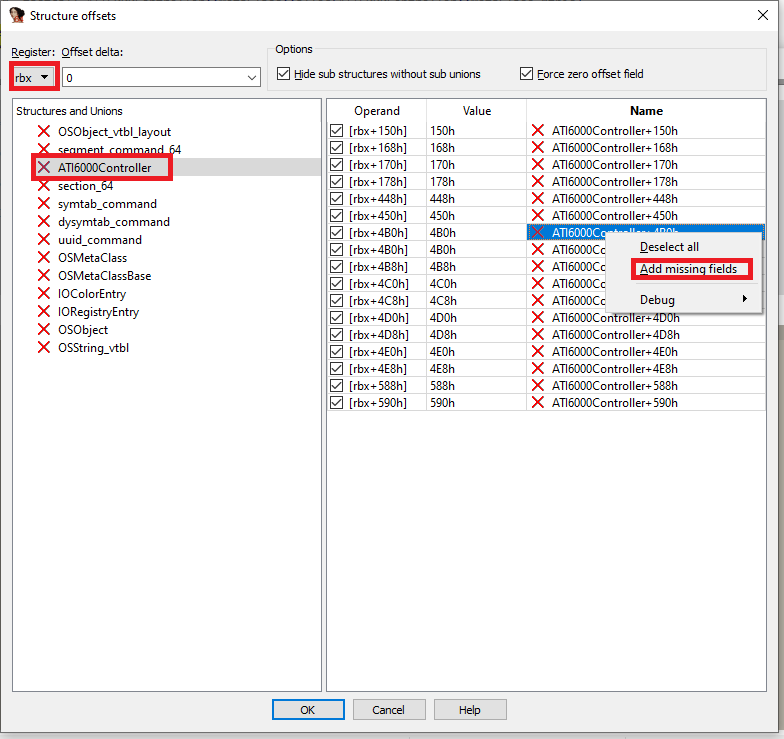 Structure offsets
Register: Offset delta:
rbx 0
Options
Hide sub structures without sub unions Force zero offset field
Structures and Unions
OSObject_vtbl_layout
segment_command_64
ATI6000Controller
section_64
symtab_command
dysymtab_command
uuid_command
OSMetaClass
OSMetaClassBase
IOColorEntry
IORegistryEntry
OSObject
OSString_vtbl
Operand Value Name
[rbx+150h] 150h ATI6000Controller+150h
[rbx+168h] 168h ATI6000Controller+168h
[rbx+170h] 170h ATI6000Controller+170h
[rbx+178h] 178h ATI6000Controller+178h
[rbx+448h] 448h ATI6000Controller+448h
[rbx+450h] 450h ATI6000Controller+450h
[rbx+4B0h] 4B0h ATI6000Controller+4B0h
[rbx+4B0h] 4B0h ATI6000Co
[rbx+4B8h] 4B8h ATI6000Co
[rbx+4C0h] 4C0h ATI6000Co
[rbx+4C8h] 4C8h ATI6000Co
[rbx+4D0h] 4D0h ATI6000Controller+4D0h
[rbx+4D8h] 4D8h ATI6000Controller+4D8h
[rbx+4E0h] 4E0h ATI6000Controller+4E0h
[rbx+4E8h] 4E8h ATI6000Controller+4E8h
[rbx+588h] 588h ATI6000Controller+588h
[rbx+590h] 590h ATI6000Controller+590h
Deselect all
Add missing fields
Debug
OK Cancel Help